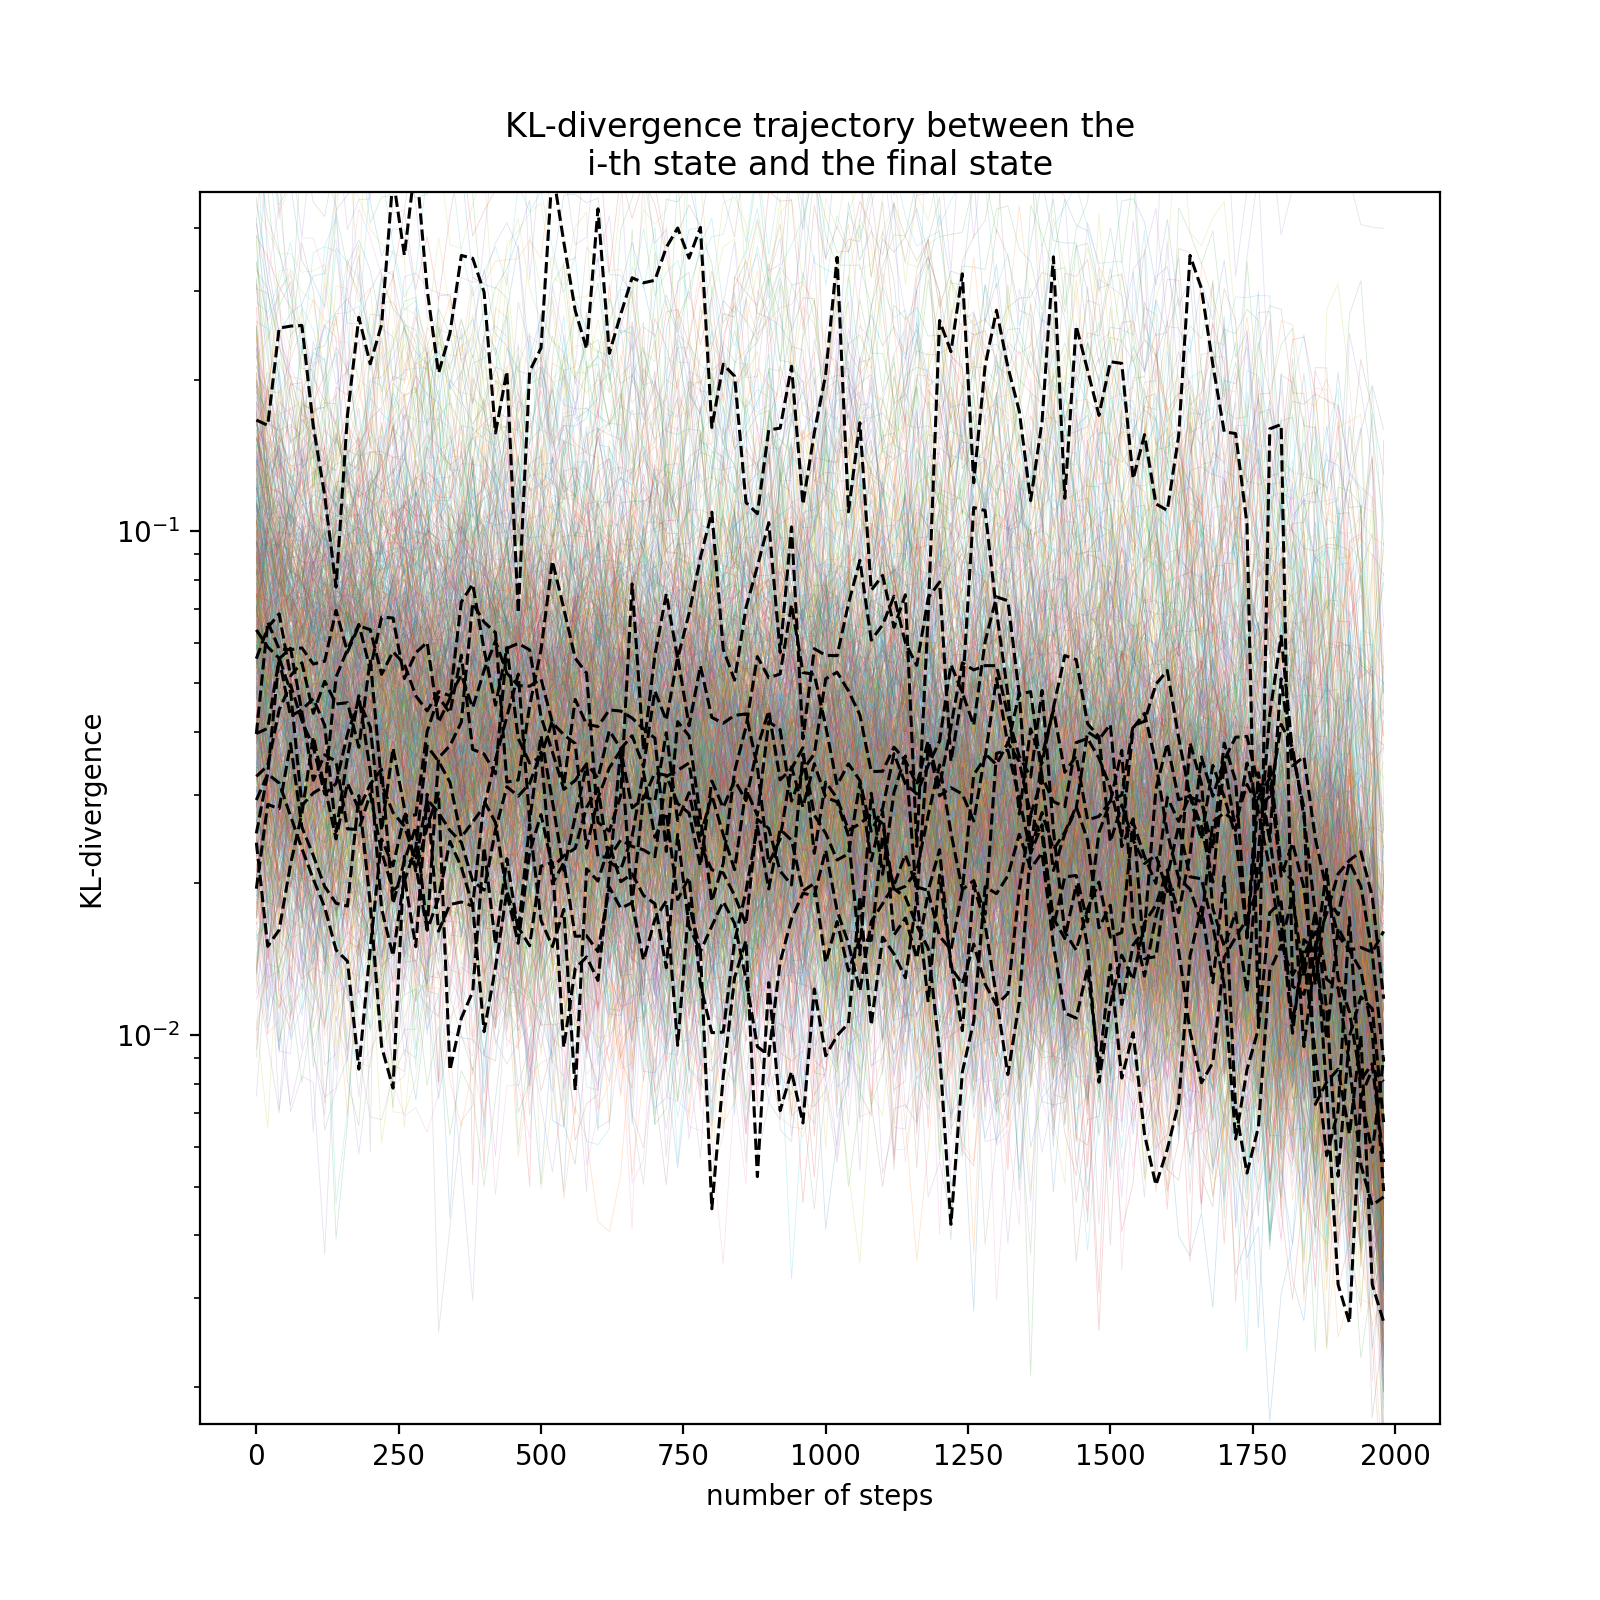 KL-divergence trajectory between the
i-th state and the final state
KL-divergence
10⁻¹
10⁻²
0 250 500 750 1000 1250 1500 1750 2000
number of steps